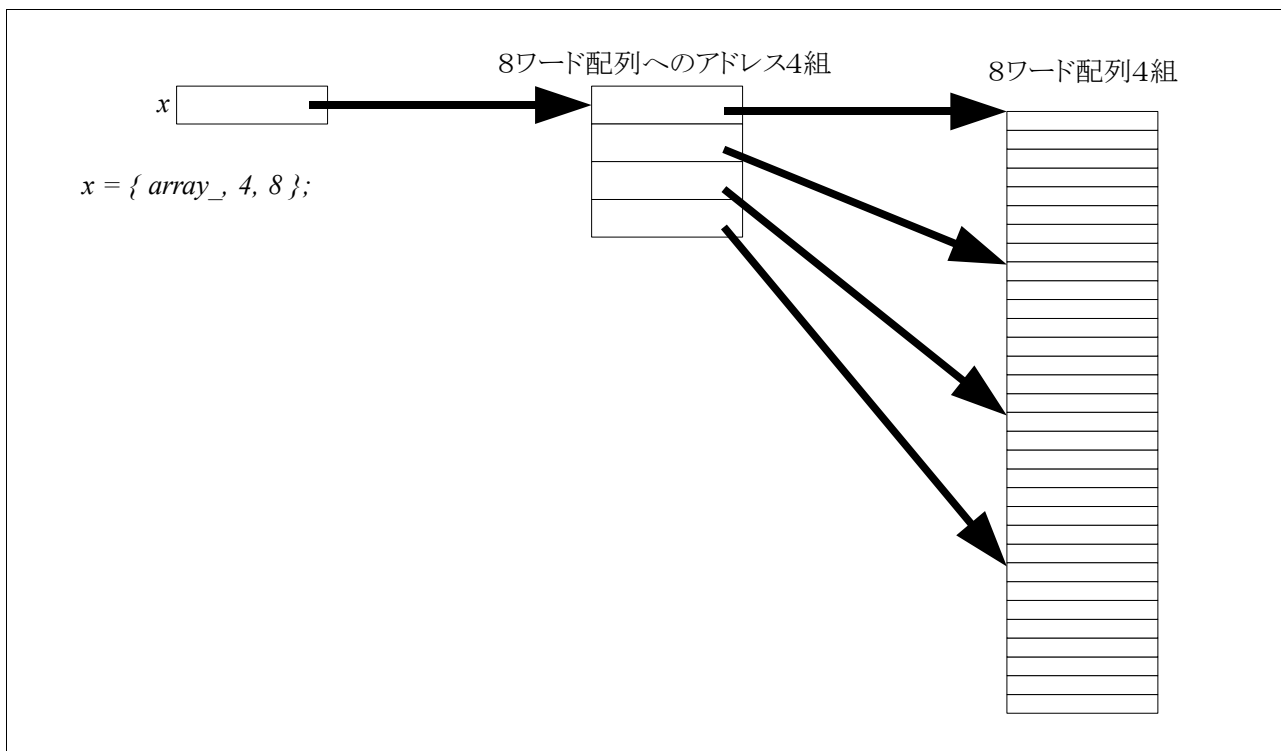 8ワード配列へのアドレス4組
8ワード配列4組
x
x = { array_, 4, 8 };